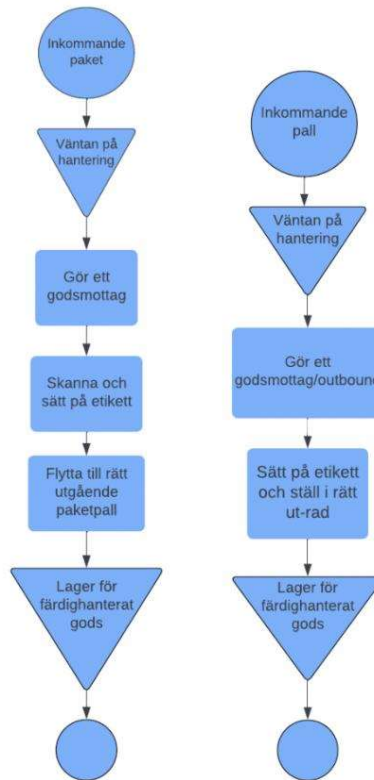 Inkommande
paket
Väntan på
hantering
Gör ett
godsmottag
Skanna och
sätt på etikett
Flytta till rätt
utgående
paketpall
Lager för
färdighanterat
gods
Inkommande
pall
Väntan på
hantering
Gör ett
godsmottag/outbound
Sätt på etikett
och ställ i rätt
ut-rad
Lager för
färdighanterat
gods